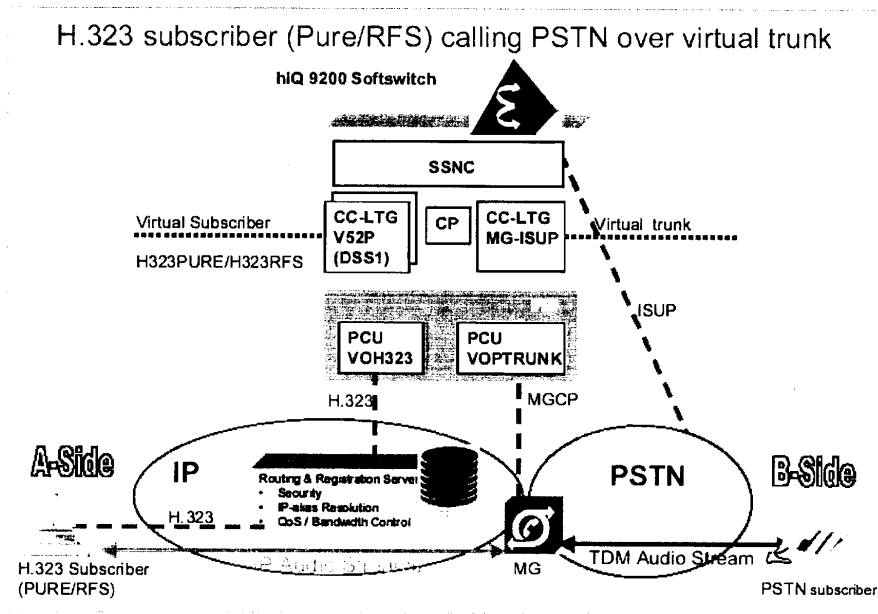 H.323 subscriber (Pure/RFS) calling PSTN over virtual trunk
hiQ 9200 Softswitch
SSNC
Virtual Subscriber
CC-LTG
V52P
(DSS1)
CP
CC-LTG
MG-ISUP
Virtual trunk
H323PURE/H323RFS
ISUP
PCU
VOH323
PCU
VOPTRUNK
H.323
MGCP
A-Side
IP
Routing & Registration Server
• Security
• IP-alias Resolution
• QoS / Bandwidth Control
H.323
PSTN
B-Side
IP Audio Stream
TDM Audio Stream
MG
H.323 Subscriber
(PURE/RFS)
PSTN subscriber